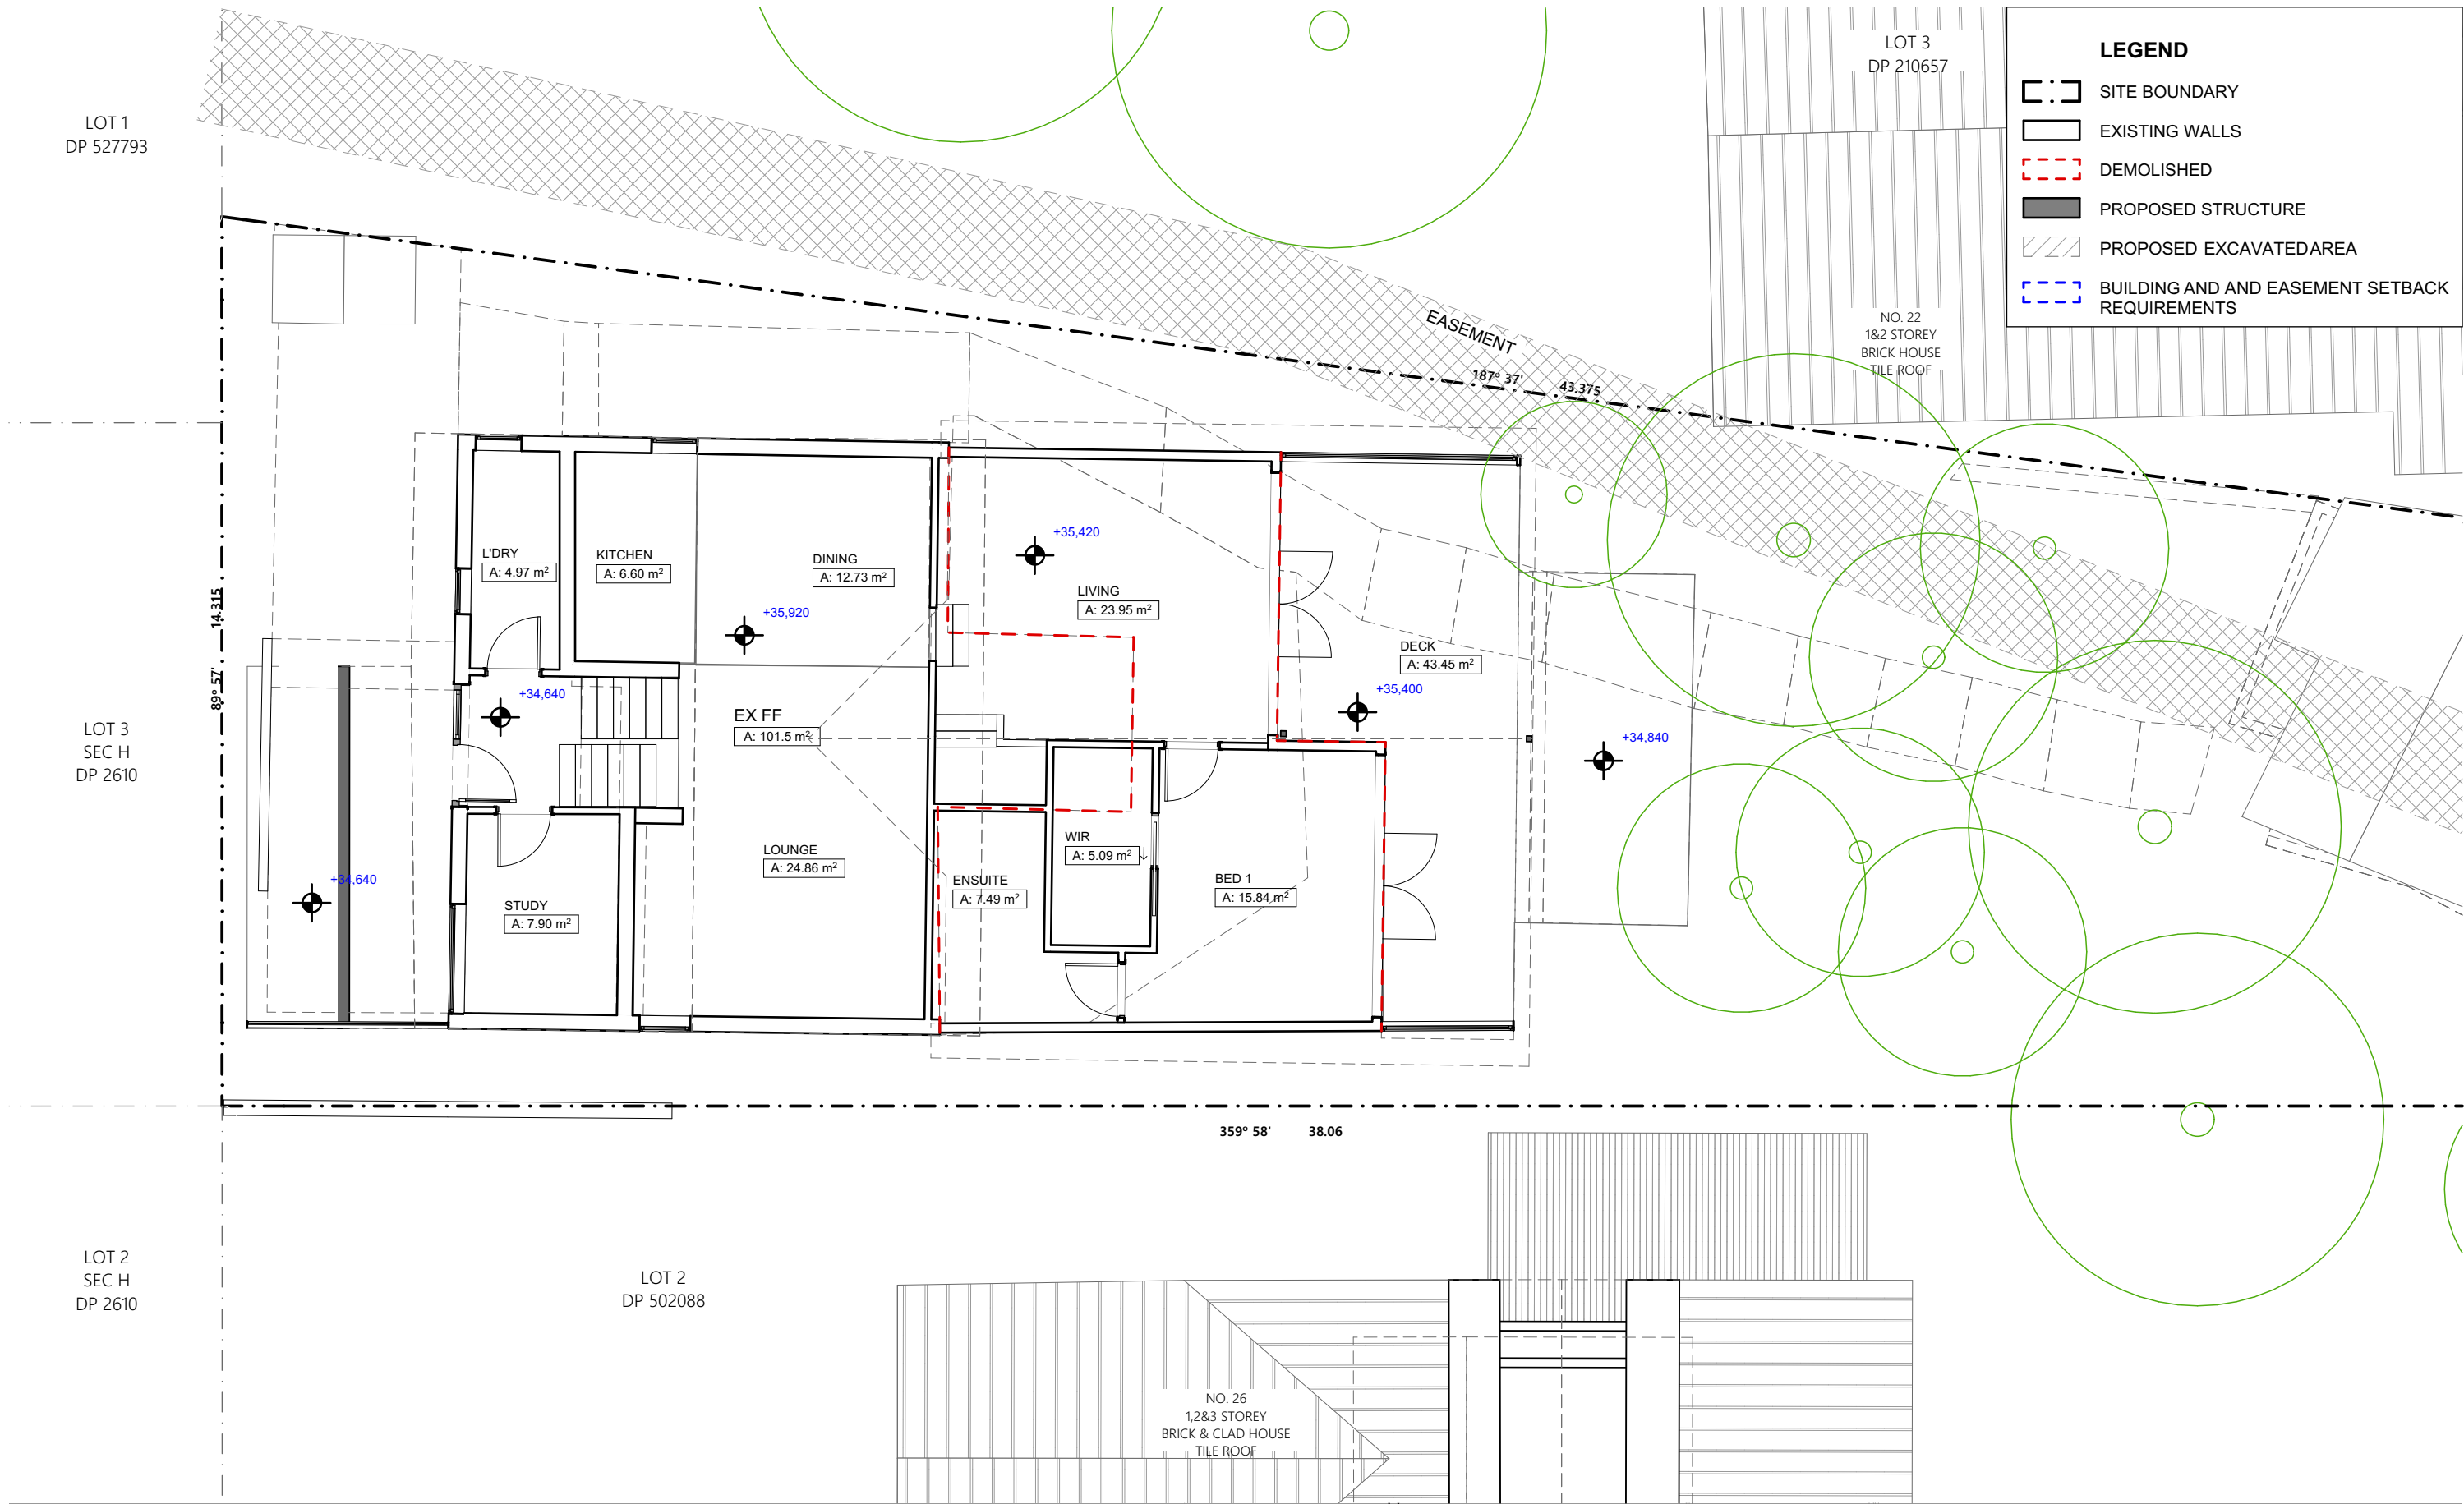 LOT 1
DP 527793
LOT 3
DP 210657
LEGEND
SITE BOUNDARY
EXISTING WALLS
DEMOLISHED
PROPOSED STRUCTURE
PROPOSED EXCAVATED AREA
BUILDING AND AND EASEMENT SETBACK
REQUIREMENTS
NO. 22
1&2 STOREY
BRICK HOUSE
TILE ROOF
EASEMENT
187° 37' 43.375
14.315
89° 57'
L'DRY
A: 4.97 m²
KITCHEN
A: 6.60 m²
DINING
A: 12.73 m²
+35,920
+35,420
LIVING
A: 23.95 m²
DECK
A: 43.45 m²
+35,400
+34,840
+34,640
EX FF
A: 101.5 m²
LOT 3
SEC H
DP 2610
+34,640
STUDY
A: 7.90 m²
LOUNGE
A: 24.86 m²
ENSUITE
A: 7.49 m²
WIR
A: 5.09 m²
BED 1
A: 15.84 m²
359° 58' 38.06
LOT 2
SEC H
DP 2610
LOT 2
DP 502088
NO. 26
1,2&3 STOREY
BRICK & CLAD HOUSE
TILE ROOF